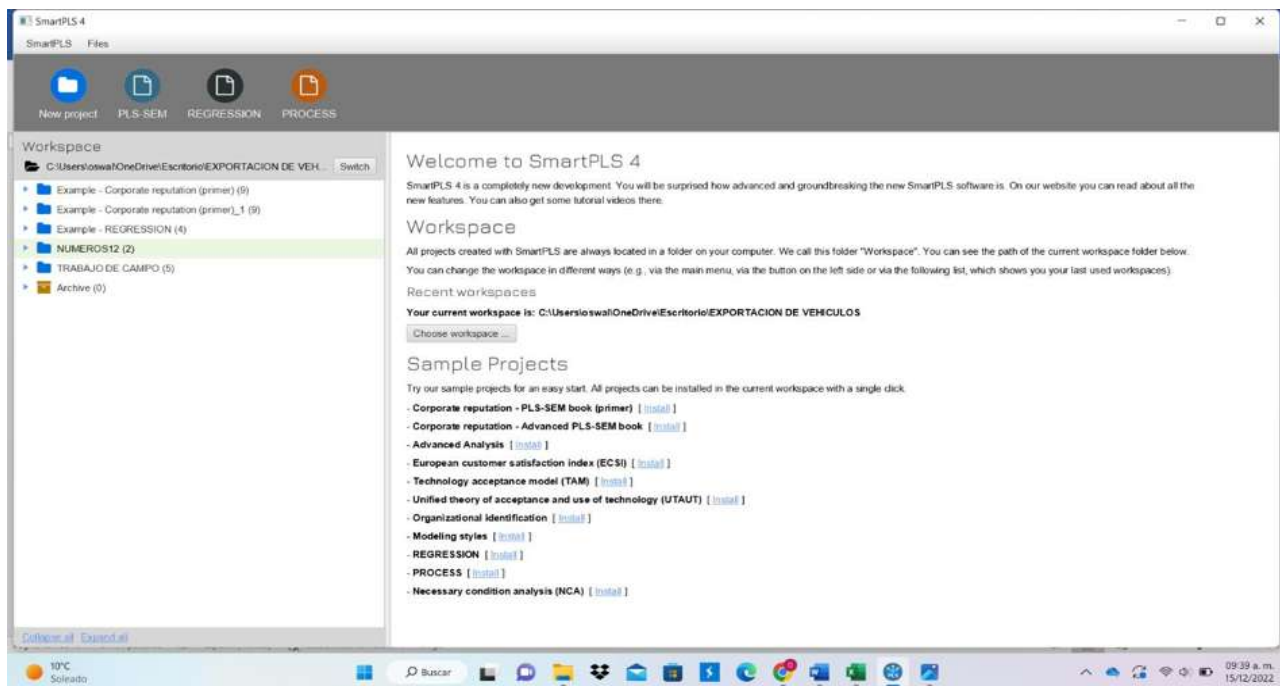 SmartPLS 4
SmartPLS Files
New project PLS-SEM REGRESSION PROCESS
Workspace
C:\Users\oswal\OneDrive\Escritorio\EXPORTACION DE VEH... Switch
Example - Corporate reputation (primer) (9)
Example - Corporate reputation (primer)_1 (9)
Example - REGRESSION (4)
NUMEROS12 (2)
TRABAJO DE CAMPO (5)
Archive (0)
Collapse all Expand all
Welcome to SmartPLS 4
SmartPLS 4 is a completely new development. You will be surprised how advanced and groundbreaking the new SmartPLS software is. On our website you can read about all the
new features. You can also get some tutorial videos there.
Workspace
All projects created with SmartPLS are always located in a folder on your computer. We call this folder "Workspace". You can see the path of the current workspace folder below.
You can change the workspace in different ways (e.g., via the main menu, via the button on the left side or via the following list, which shows you your last used workspaces).
Recent workspaces
Your current workspace is: C:\Users\oswal\OneDrive\Escritorio\EXPORTACION DE VEHICULOS
Choose workspace ...
Sample Projects
Try our sample projects for an easy start. All projects can be installed in the current workspace with a single click.
- Corporate reputation - PLS-SEM book (primer) [ Install ]
- Corporate reputation - Advanced PLS-SEM book [ Install ]
- Advanced Analysis [ Install ]
- European customer satisfaction index (ECSI) [ Install ]
- Technology acceptance model (TAM) [ Install ]
- Unified theory of acceptance and use of technology (UTAUT) [ Install ]
- Organizational identification [ Install ]
- Modeling styles [ Install ]
- REGRESSION [ Install ]
- PROCESS [ Install ]
- Necessary condition analysis (NCA) [ Install ]
10°C
Soleado
Buscar
09:39 a. m.
15/12/2022